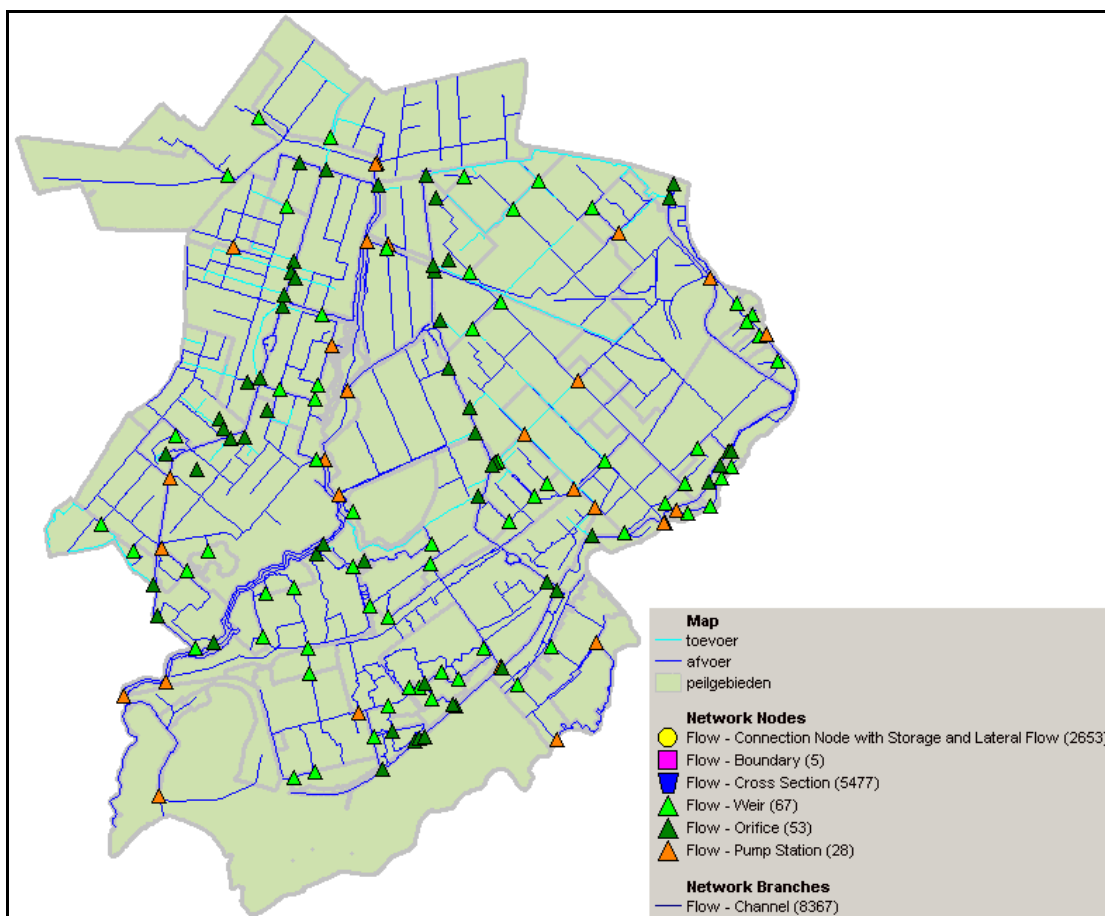 Map
toevoer
afvoer
peilgebieden
Network Nodes
Flow - Connection Node with Storage and Lateral Flow (2653)
Flow - Boundary (5)
Flow - Cross Section (5477)
Flow - Weir (67)
Flow - Orifice (53)
Flow - Pump Station (28)
Network Branches
Flow - Channel (8367)